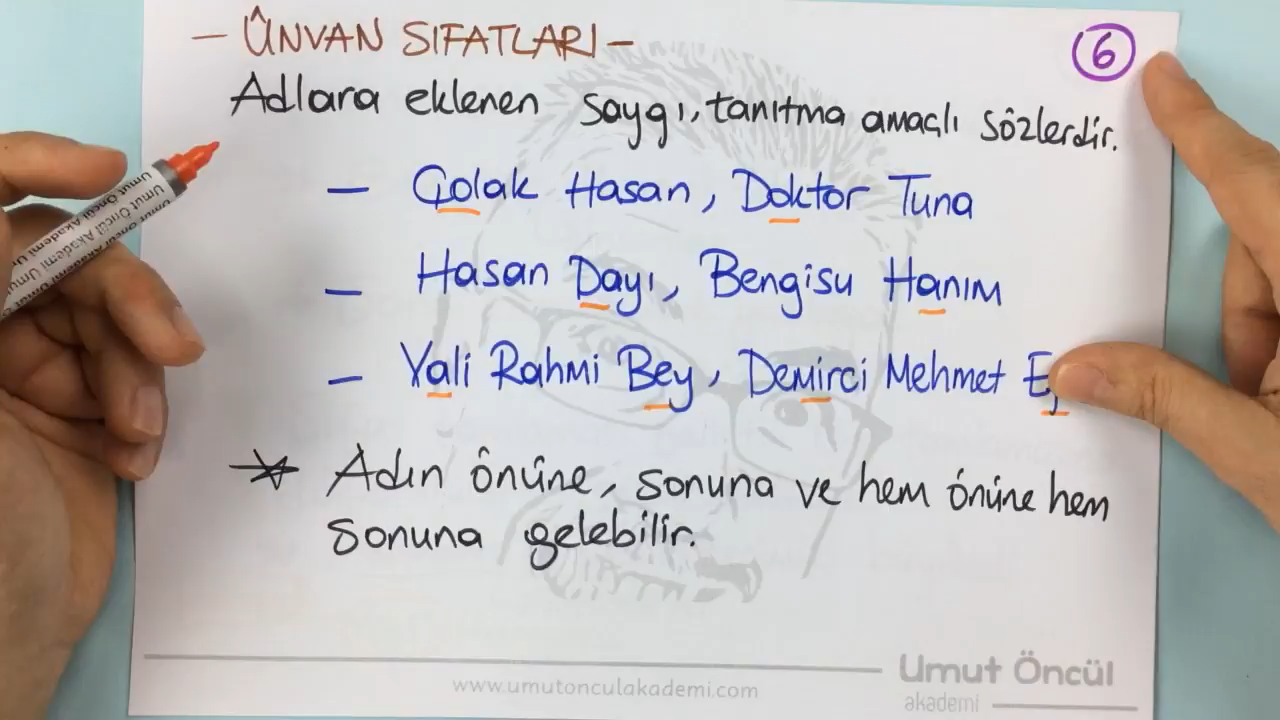 - ÜNVAN SIFATLARI -
6
Adlara eklenen saygı, tanıtma amaçlı sözlerdir.
- Çolak Hasan, Doktor Tuna
- Hasan Dayı, Bengisu Hanım
- Vali Rahmi Bey, Demirci Mehmet
Adın önüne, sonuna ve hem önüne hem
sonuna gelebilir.
Umut Öncül
akademi
www.umutonculakademi.com
Umut Öncül Akademi